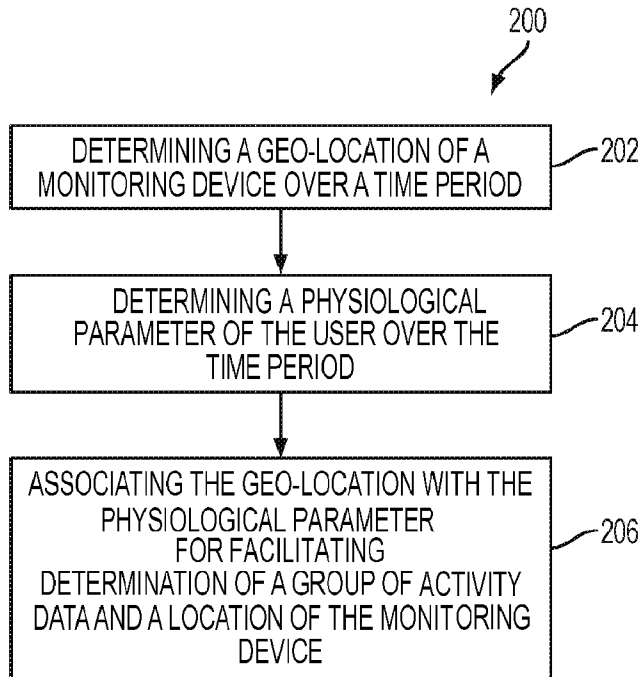 200
DETERMINING A GEO-LOCATION OF A
MONITORING DEVICE OVER A TIME PERIOD
202
DETERMINING A PHYSIOLOGICAL
PARAMETER OF THE USER OVER THE
TIME PERIOD
204
ASSOCIATING THE GEO-LOCATION WITH THE
PHYSIOLOGICAL PARAMETER
FOR FACILITATING
DETERMINATION OF A GROUP OF ACTIVITY
DATA AND A LOCATION OF THE MONITORING
DEVICE
206